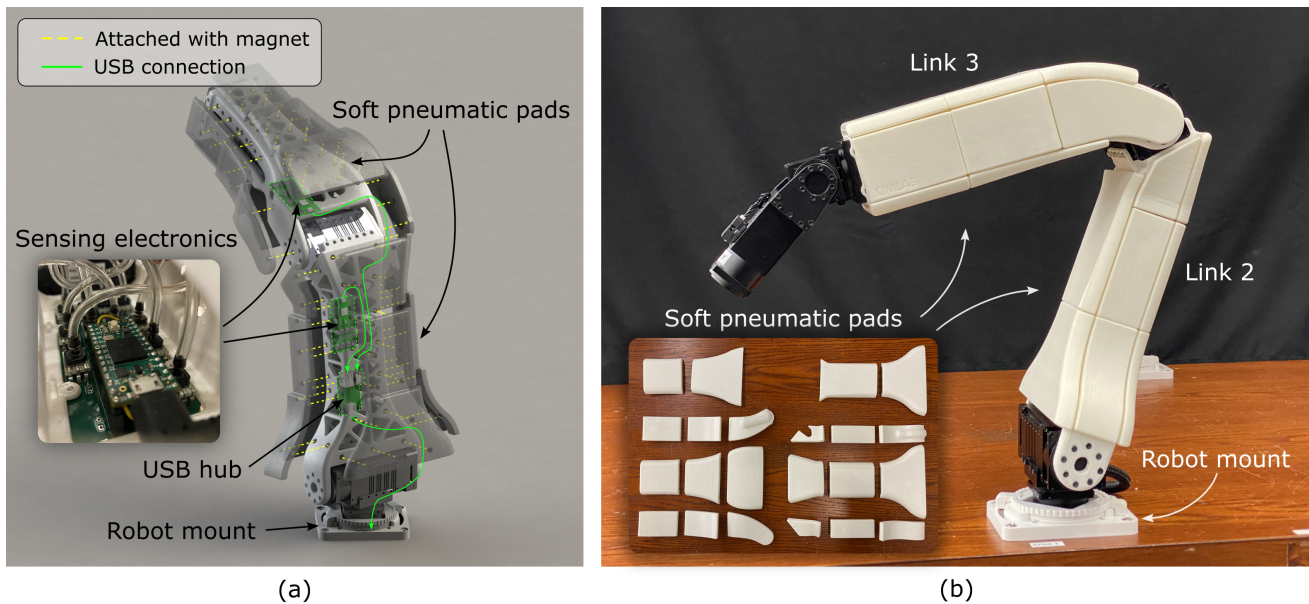 Attached with magnet
USB connection
Soft pneumatic pads
Sensing electronics
USB hub
Robot mount
(a)
Link 3
Link 2
Soft pneumatic pads
Robot mount
(b)